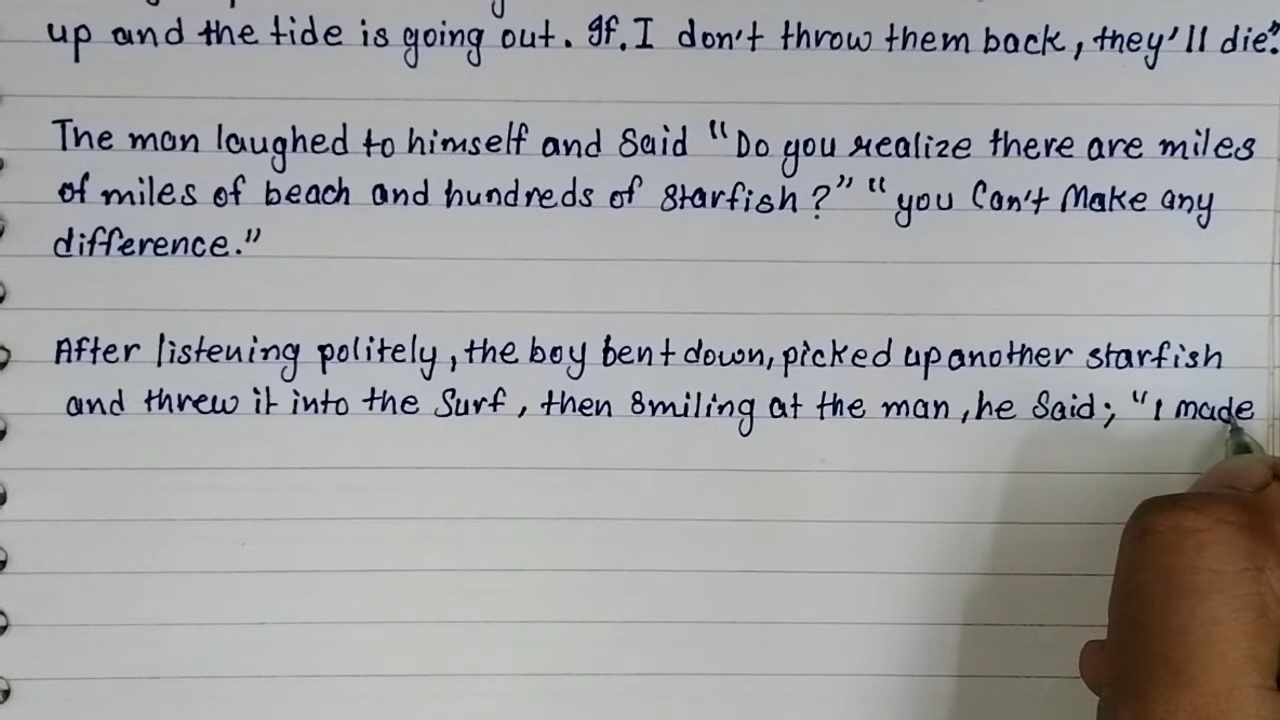 up and the tide is going out. If. I don't throw them back, they'll die."
The man laughed to himself and Said "Do you realize there are miles
of miles of beach and hundreds of Starfish?" "you Can't Make any
difference."
After listening politely, the boy bent down, picked up another starfish
and threw it into the Surf, then Smiling at the man, he Said; "I made